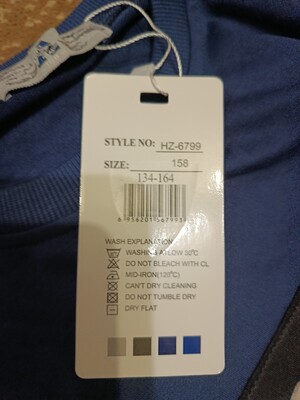 STYLE NO: HZ-6799
SIZE: 158
134-164
WASH EXPLANATION
WASHING AT LOW 30℃
DO NOT BLEACH WITH CL
MID-IRON(120℃)
CAN'T DRY CLEANING
DO NOT TUMBLE DRY
DRY FLAT